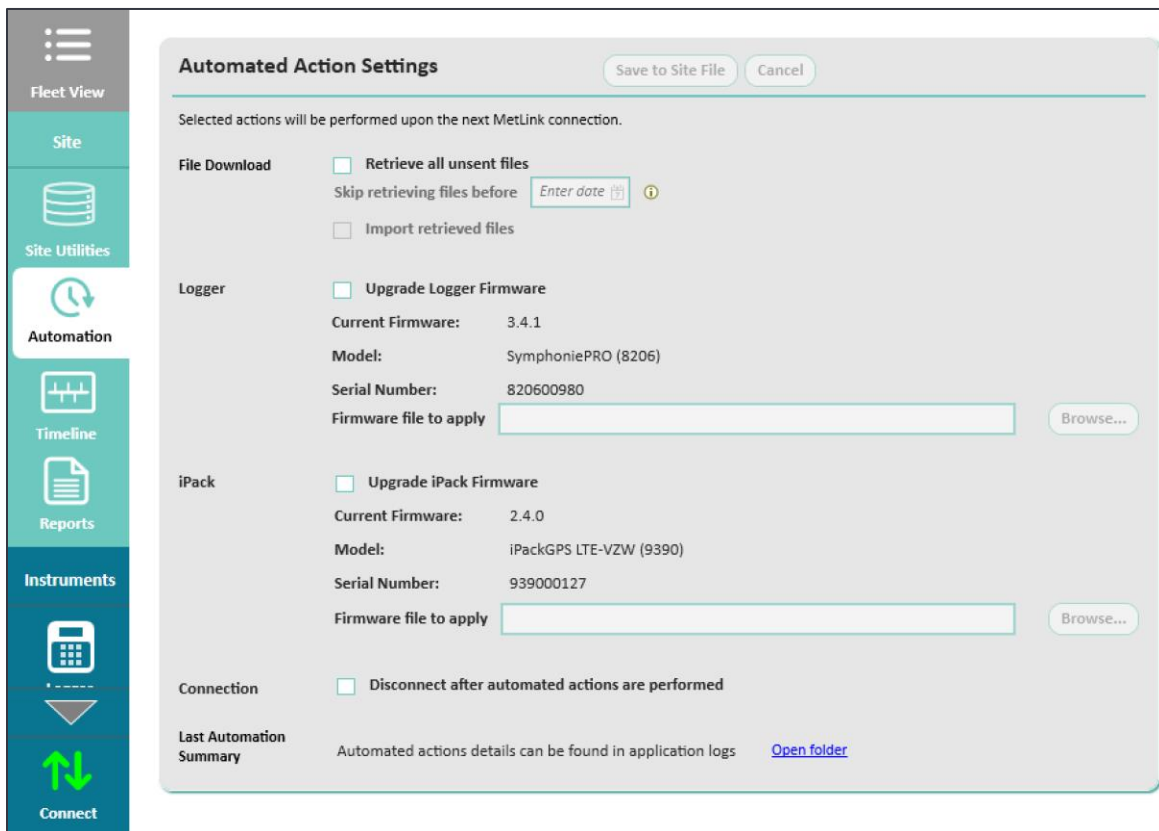 Fleet View
Site
Site Utilities
Automation
Timeline
Reports
Instruments
Connect
Automated Action Settings
Save to Site File
Cancel
Selected actions will be performed upon the next MetLink connection.
File Download
Retrieve all unsent files
Skip retrieving files before
Enter date
Import retrieved files
Logger
Upgrade Logger Firmware
Current Firmware: 3.4.1
Model: SymphoniePRO (8206)
Serial Number: 820600980
Firmware file to apply
Browse...
iPack
Upgrade iPack Firmware
Current Firmware: 2.4.0
Model: iPackGPS LTE-VZW (9390)
Serial Number: 939000127
Firmware file to apply
Browse...
Connection
Disconnect after automated actions are performed
Last Automation
Summary
Automated actions details can be found in application logs
Open folder